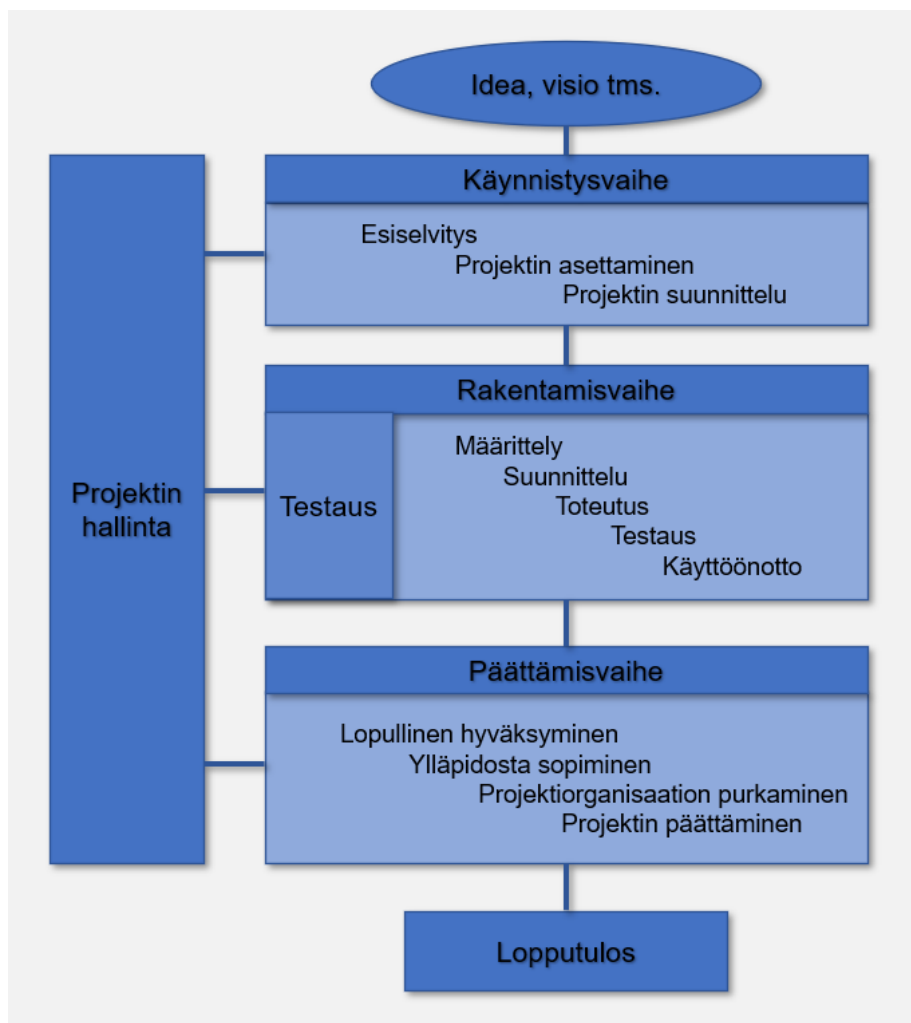 Idea, visio tms.
Käynnistysvaihe
Esiselvitys
Projektin asettaminen
Projektin suunnittelu
Rakentamisvaihe
Projektin
hallinta
Testaus
Määrittely
Suunnittelu
Toteutus
Testaus
Käyttöönotto
Päättämisvaihe
Lopullinen hyväksyminen
Ylläpidosta sopiminen
Projektiorganisaation purkaminen
Projektin päättäminen
Lopputulos